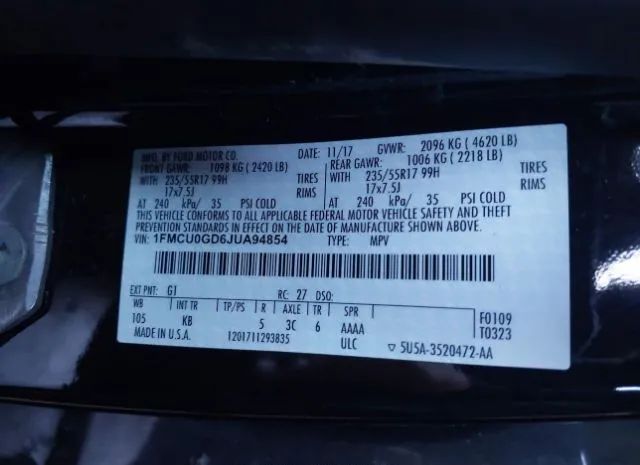 MFG. BY FORD MOTOR CO.
DATE: 11/17 GVWR: 2096 KG ( 4620 LB)
FRONT GAWR: 1098 KG ( 2420 LB) REAR GAWR: 1006 KG ( 2218 LB)
WITH 235/55R17 99H TIRES WITH 235/55R17 99H TIRES
17x7.5J RIMS 17x7.5J RIMS
AT 240 kPa/ 35 PSI COLD AT 240 kPa/ 35 PSI COLD
THIS VEHICLE CONFORMS TO ALL APPLICABLE FEDERAL MOTOR VEHICLE SAFETY AND THEFT
PREVENTION STANDARDS IN EFFECT ON THE DATE OF MANUFACTURE SHOWN ABOVE.
VIN: 1FMCU0GD6JUA94854 TYPE: MPV
EXT PNT: G1 RC: 27 DSO:
WB INT TR TP/PS R AXLE TR SPR F0109
105 KB 5 3C 6 AAAA T0323
MADE IN U.S.A. 1201711293835 ULC ▽ 5U5A-3520472-AA